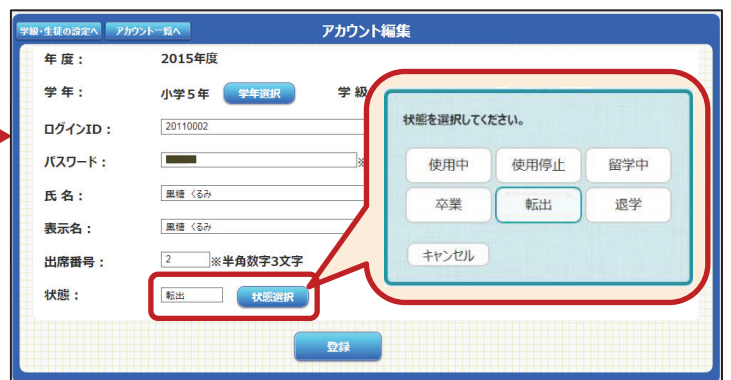 学級・生徒の設定へ アカウント一覧へ アカウント編集
年 度： 2015年度
学 年： 小学５年 学年選択 学 級
ログインID： 20110002
パスワード： ※
氏 名： 黒穂 くるみ
表示名： 黒穂 くるみ
出席番号： 2 ※半角数字3文字
状態： 転出 状態選択
登録
状態を選択してください。
使用中 使用停止 留学中
卒業 転出 退学
キャンセル